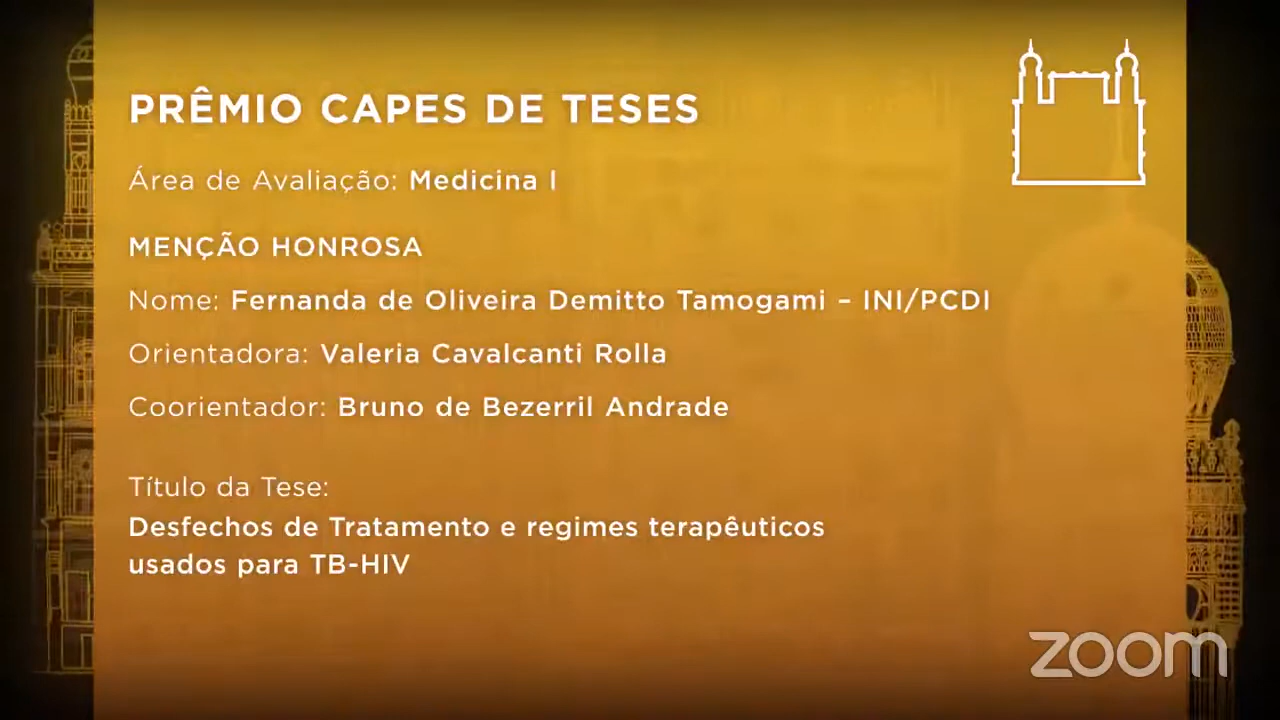 PRÊMIO CAPES DE TESES
Área de Avaliação: Medicina I
MENÇÃO HONROSA
Nome: Fernanda de Oliveira Demitto Tamogami – INI/PCDI
Orientadora: Valeria Cavalcanti Rolla
Coorientador: Bruno de Bezerril Andrade
Título da Tese:
Desfechos de Tratamento e regimes terapêuticos
usados para TB-HIV
zoom